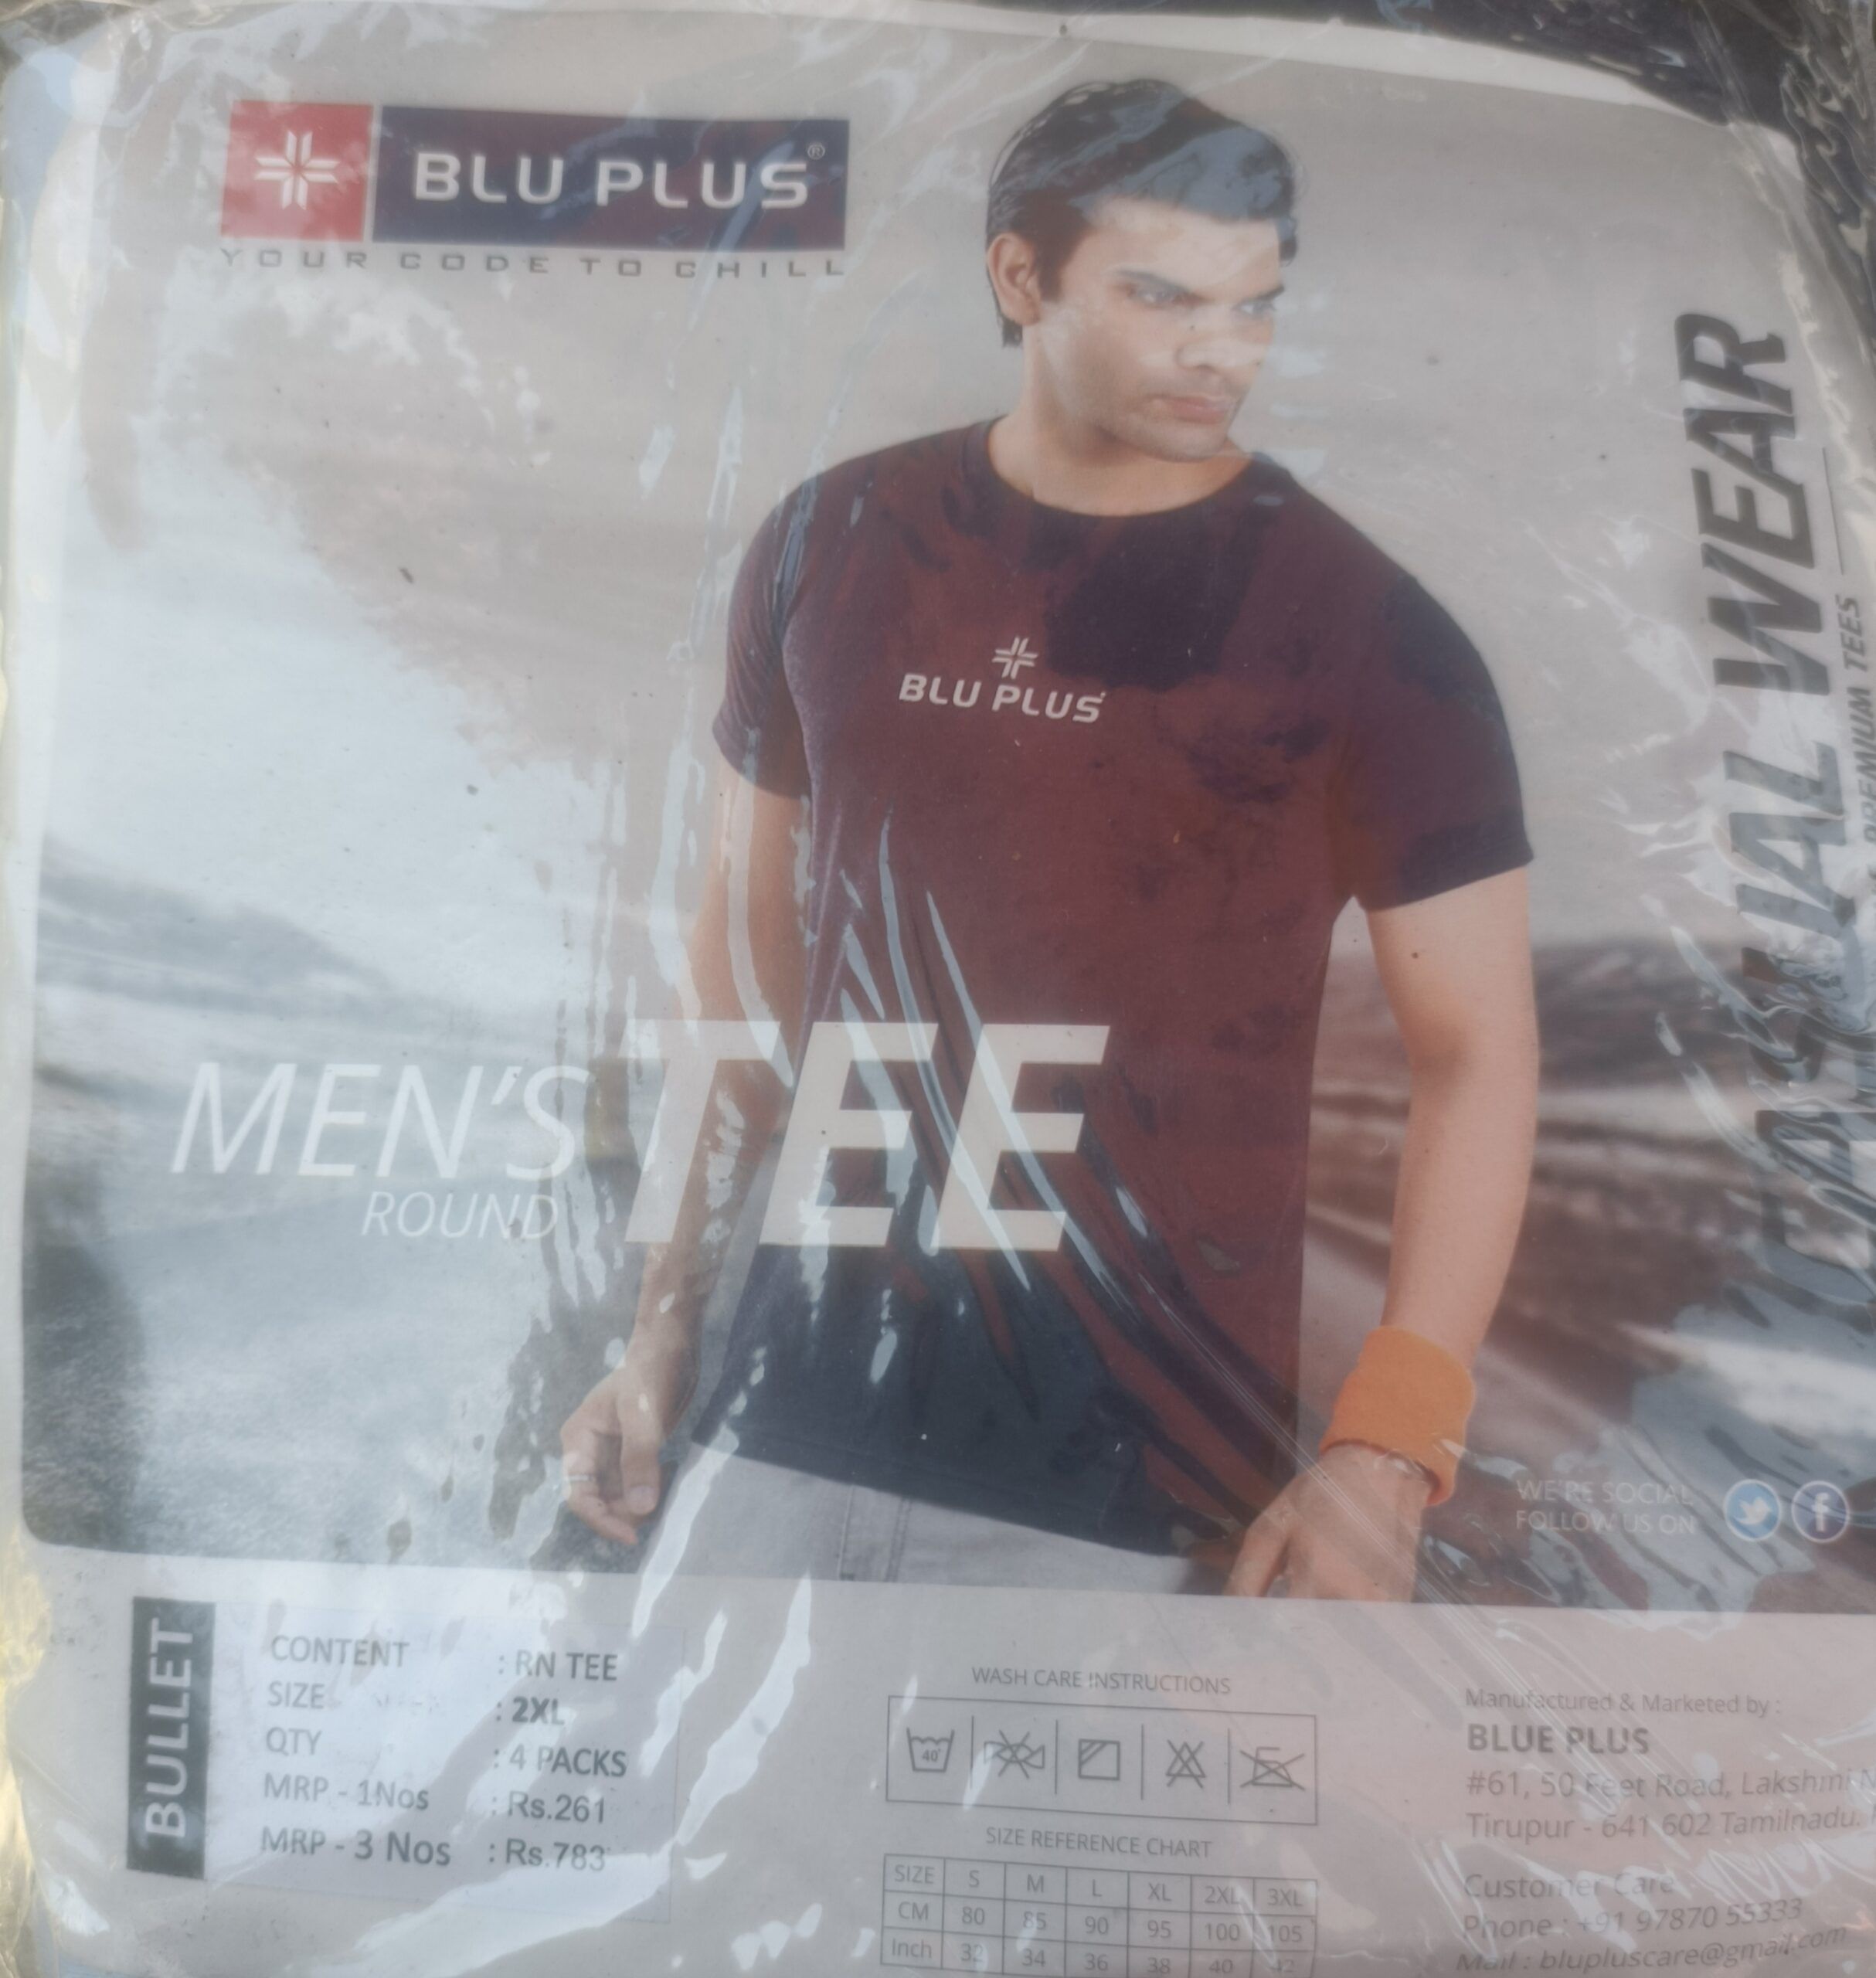 BLU PLUS®
YOUR CODE TO CHILL
CASUAL WEAR
PREMIUM TEES
BLU PLUS
MEN'S TEE
ROUND
WE'RE SOCIAL
FOLLOW US ON
BULLET
CONTENT : RN TEE
SIZE : 2XL
QTY : 4 PACKS
MRP - 1Nos : Rs.261
MRP - 3 Nos : Rs.783
WASH CARE INSTRUCTIONS
40
SIZE REFERENCE CHART
SIZE S M L XL 2XL 3XL
CM 80 85 90 95 100 105
Inch 32 34 36 38 40 42
Manufactured & Marketed by :
BLUE PLUS
#61, 50 Feet Road, Lakshmi
Tirupur - 641 602 Tamilnadu.
Customer Care
Phone : +91 97870 55333
Mail : blupluscare@gmail.com